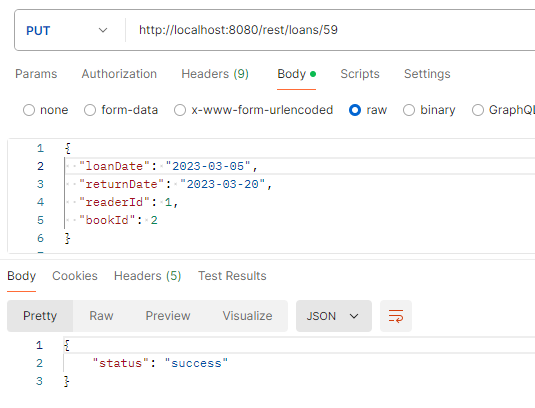 PUT http://localhost:8080/rest/loans/59
Params Authorization Headers (9) Body Scripts Settings
none form-data x-www-form-urlencoded raw binary GraphQL
1 {
2 "loanDate": "2023-03-05",
3 "returnDate": "2023-03-20",
4 "readerId": 1,
5 "bookId": 2
6 }
Body Cookies Headers (5) Test Results
Pretty Raw Preview Visualize JSON
1 {
2 "status": "success"
3 }